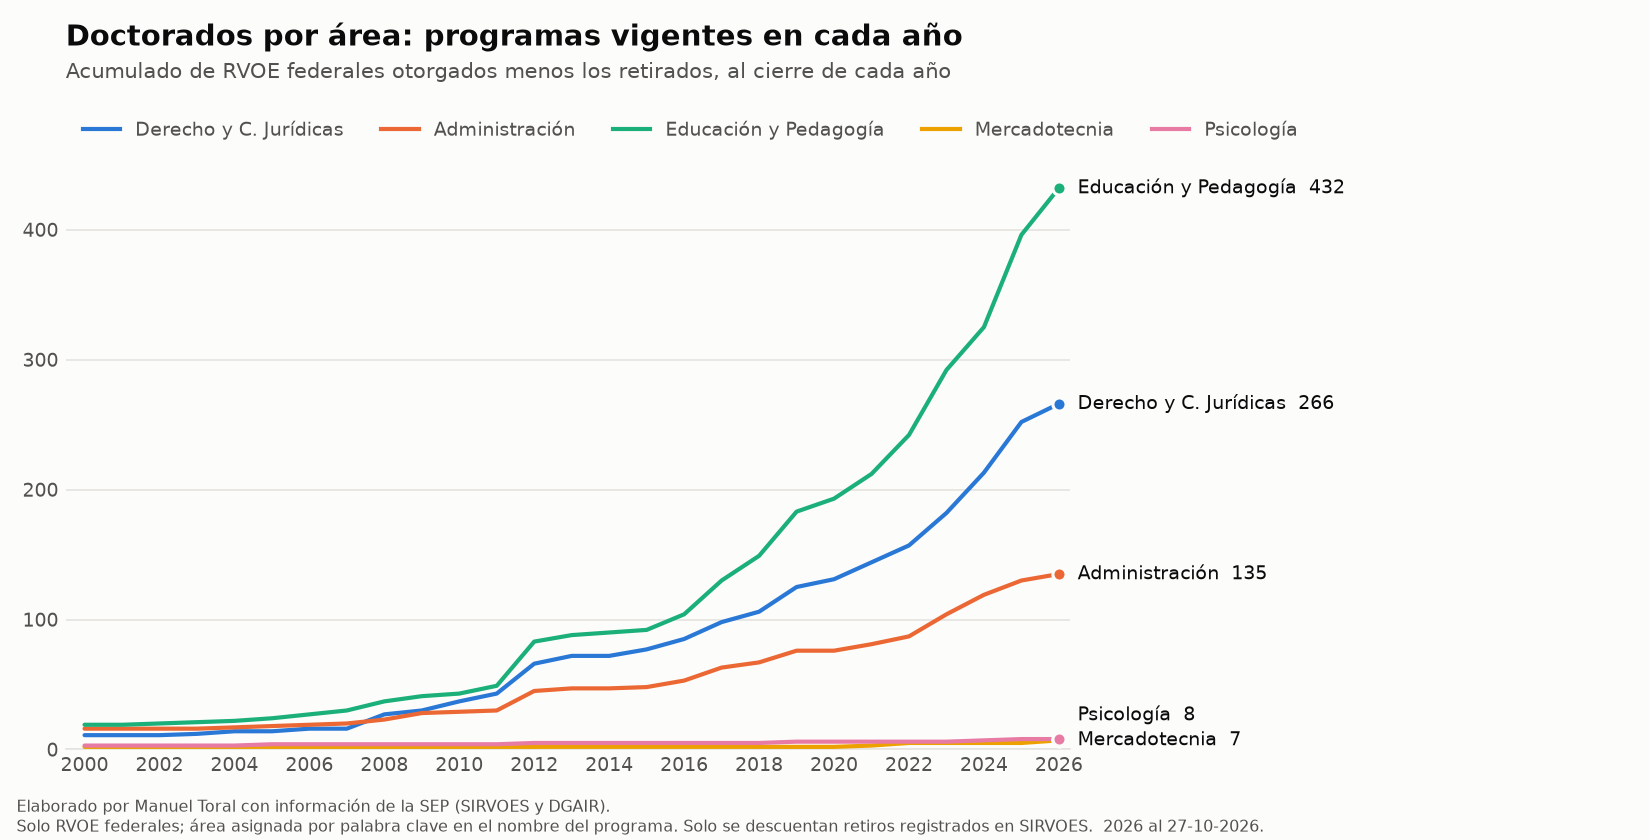 Doctorados por área: programas vigentes en cada año
Acumulado de RVOE federales otorgados menos los retirados, al cierre de cada año
Derecho y C. Jurídicas
Administración
Educación y Pedagogía
Mercadotecnia
Psicología
Educación y Pedagogía 432
400
300
Derecho y C. Jurídicas 266
200
Administración 135
100
Psicología 8
Mercadotecnia 7
0
2000 2002 2004 2006 2008 2010 2012 2014 2016 2018 2020 2022 2024 2026
Elaborado por Manuel Toral con información de la SEP (SIRVOES y DGAIR).
Solo RVOE federales; área asignada por palabra clave en el nombre del programa. Solo se descuentan retiros registrados en SIRVOES. 2026 al 27-10-2026.